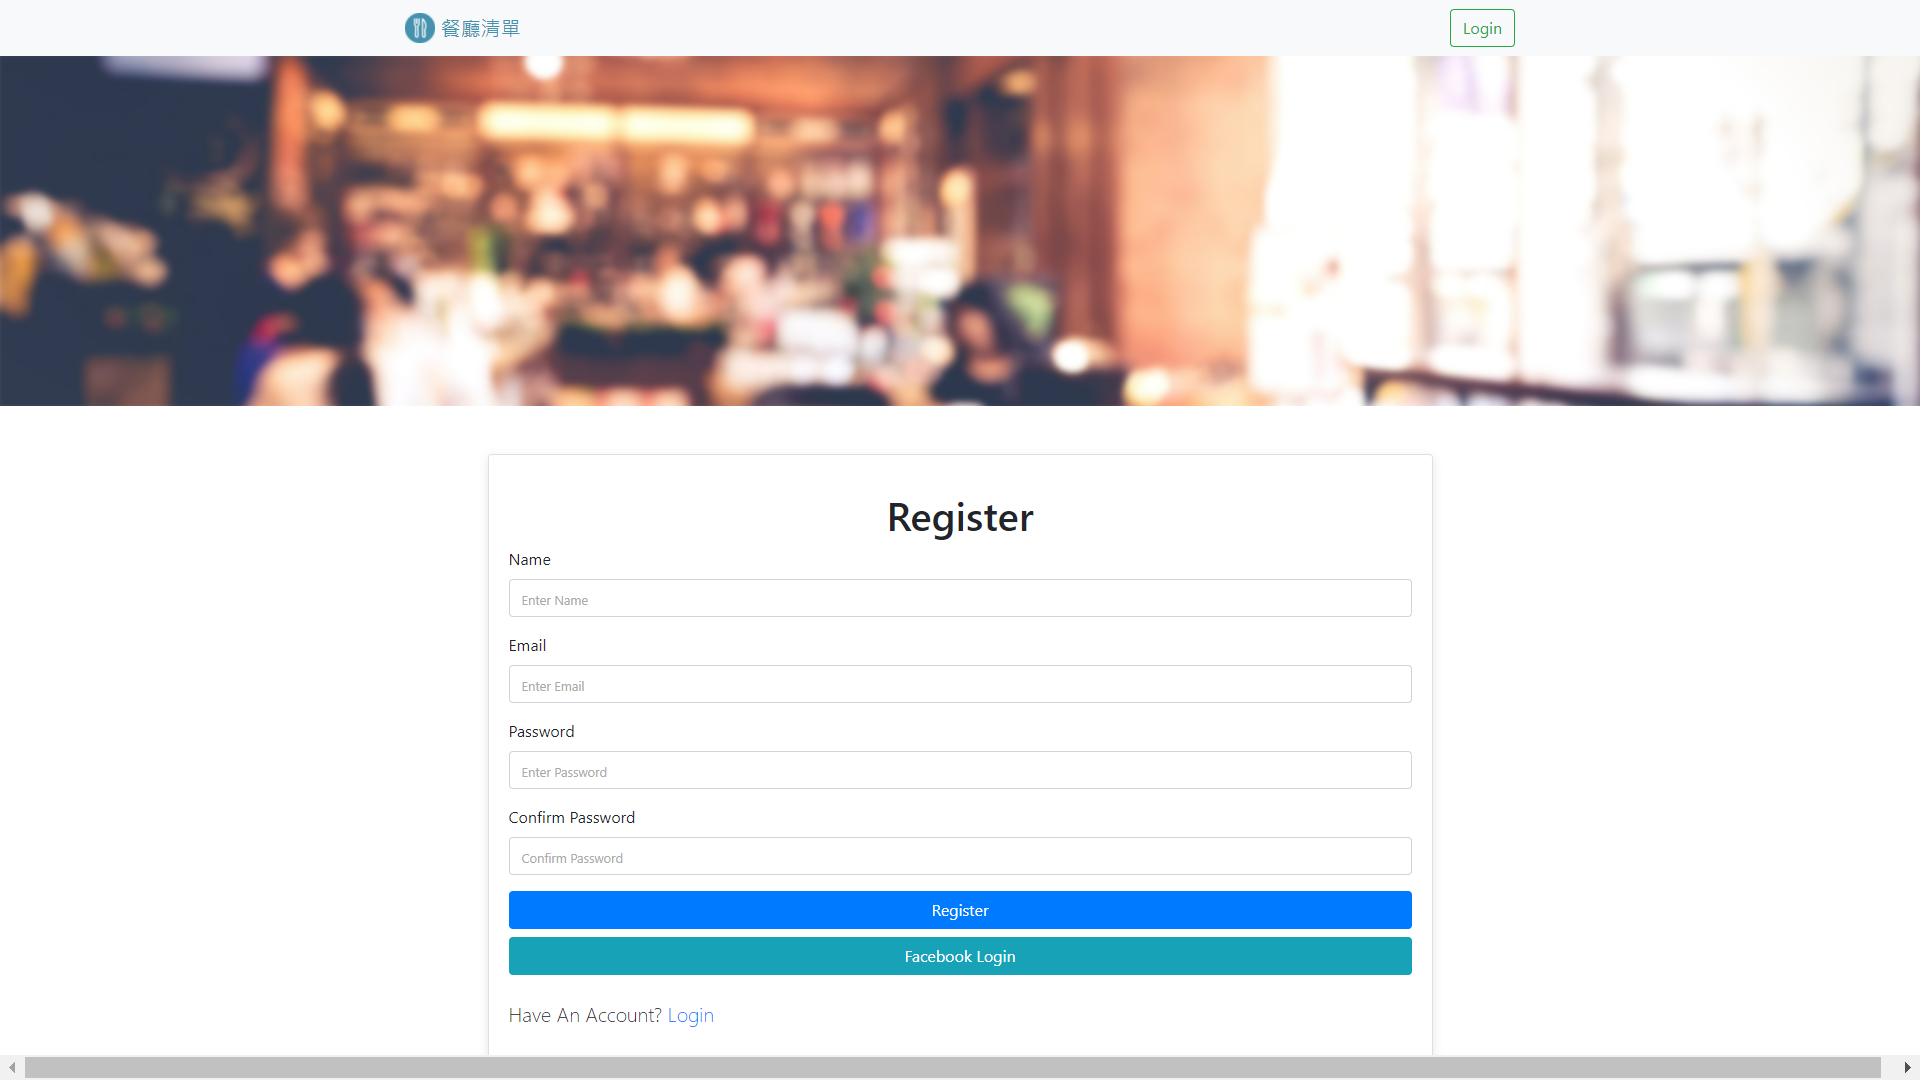 餐廳清單
Login
Register
Name
Enter Name
Email
Enter Email
Password
Enter Password
Confirm Password
Confirm Password
Register
Facebook Login
Have An Account? Login